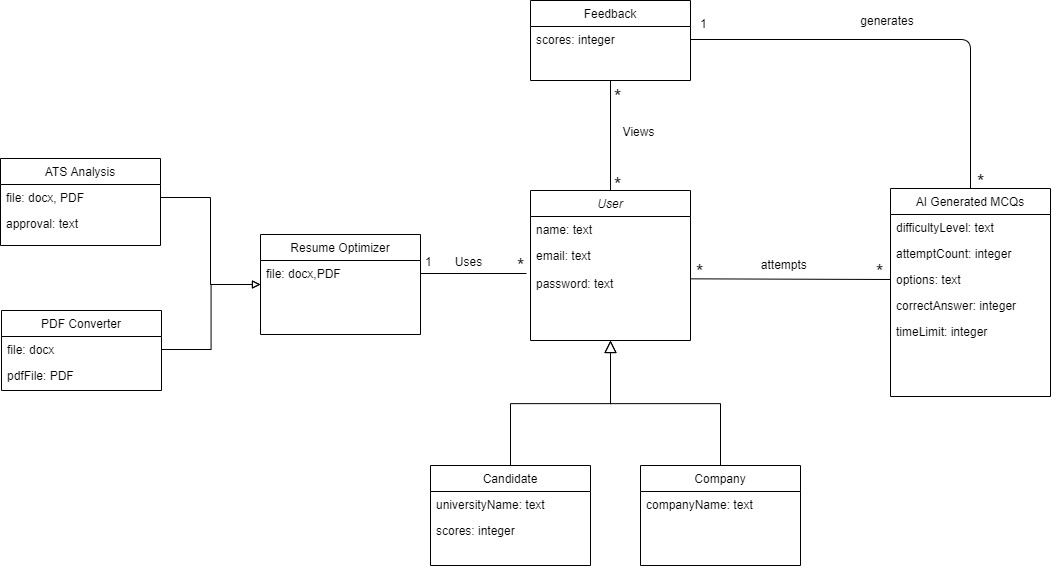 Feedback
scores: integer
1
generates
*
Views
*
*
ATS Analysis
file: docx, PDF
approval: text
PDF Converter
file: docx
pdfFile: PDF
Resume Optimizer
file: docx,PDF
1
Uses
*
User
name: text
email: text
password: text
*
attempts
*
AI Generated MCQs
difficultyLevel: text
attemptCount: integer
options: text
correctAnswer: integer
timeLimit: integer
Candidate
universityName: text
scores: integer
Company
companyName: text